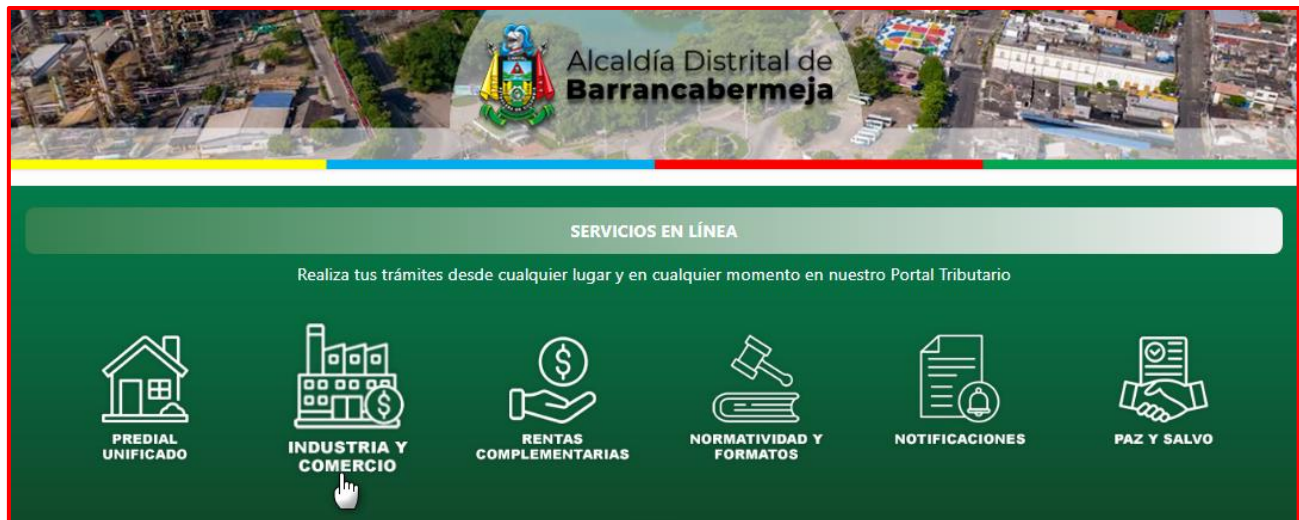 Alcaldía Distrital de
Barrancabermeja
SERVICIOS EN LÍNEA
Realiza tus trámites desde cualquier lugar y en cualquier momento en nuestro Portal Tributario
PREDIAL
UNIFICADO
INDUSTRIA Y
COMERCIO
RENTAS
COMPLEMENTARIAS
NORMATIVIDAD Y
FORMATOS
NOTIFICACIONES
PAZ Y SALVO